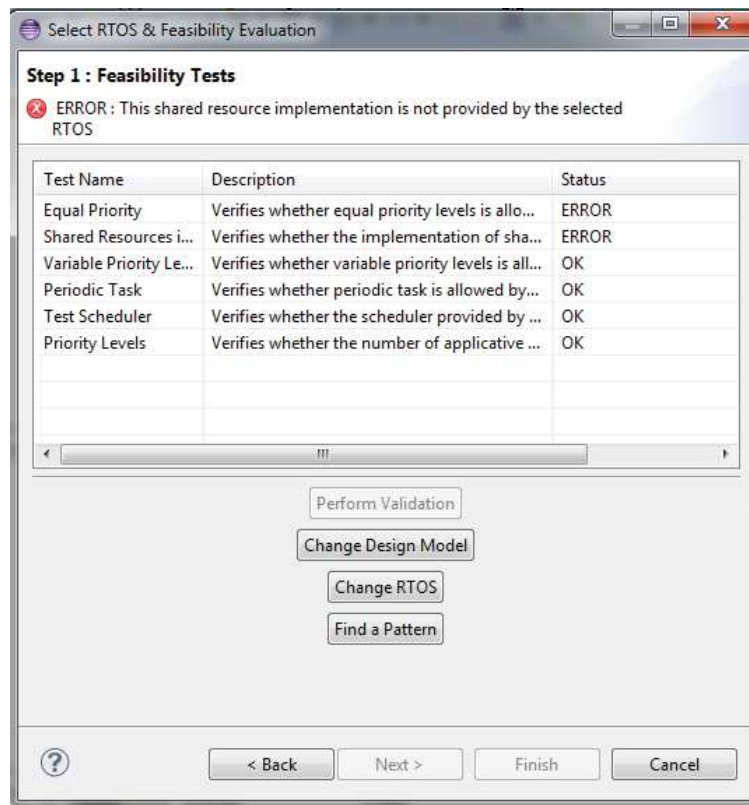 Select RTOS & Feasibility Evaluation
Step 1 : Feasibility Tests
ERROR : This shared resource implementation is not provided by the selected
RTOS
Test Name Description Status
Equal Priority Verifies whether equal priority levels is allo... ERROR
Shared Resources i... Verifies whether the implementation of sha... ERROR
Variable Priority Le... Verifies whether variable priority levels is all... OK
Periodic Task Verifies whether periodic task is allowed by... OK
Test Scheduler Verifies whether the scheduler provided by ... OK
Priority Levels Verifies whether the number of applicative ... OK
Perform Validation
Change Design Model
Change RTOS
Find a Pattern
< Back Next > Finish Cancel